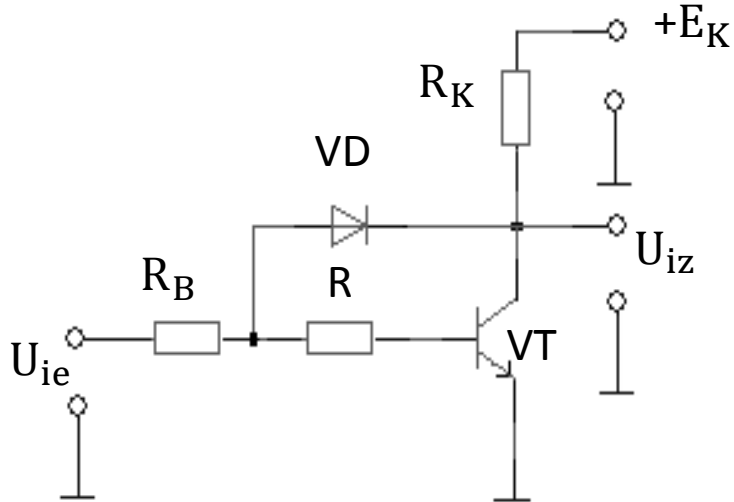 +E_K
R_K
VD
U_iz
R_B
R
VT
U_ie